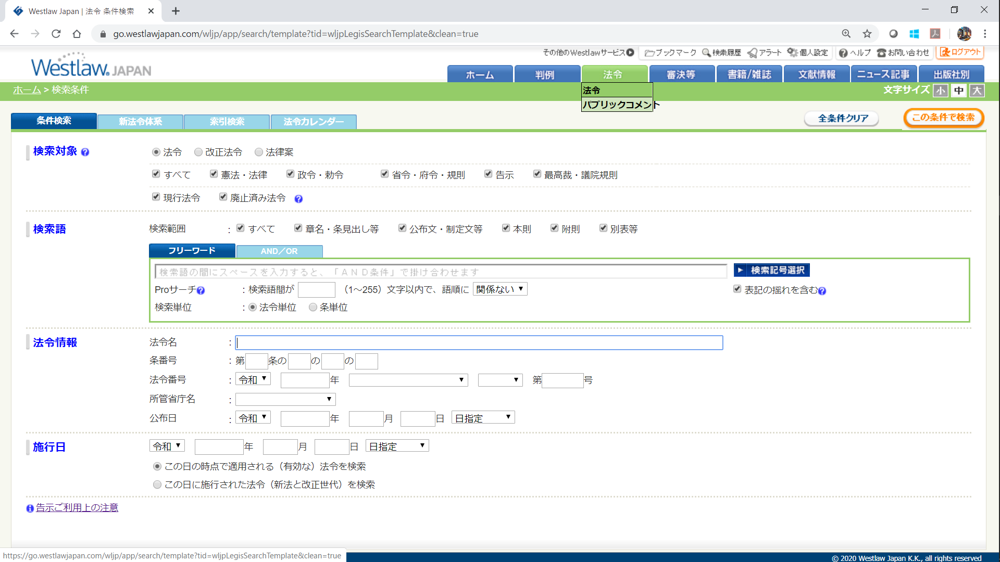 Westlaw Japan | 法令 条件検索
go.westlawjapan.com/wljp/app/search/template?tid=wljpLegisSearchTemplate&clean=true
その他のWestlawサービス ブックマーク 検索履歴 アラート 個人設定 ヘルプ お問い合わせ ログアウト
Westlaw. JAPAN
ホーム 判例 法令 審決等 書籍/雑誌 文献情報 ニュース記事 出版社別
ホーム > 検索条件 法令 文字サイズ 小 中 大
パブリックコメント
条件検索 新法令体系 索引検索 法令カレンダー 全条件クリア この条件で検索
検索対象 ? 法令 改正法令 法律案
すべて 憲法・法律 政令・勅令 省令・府令・規則 告示 最高裁・議院規則
現行法令 廃止済み法令 ?
検索語 検索範囲 : すべて 章名・条見出し等 公布文・制定文等 本則 附則 別表等
フリーワード AND/OR
検索語の間にスペースを入力すると、「AND条件」で掛け合わせます 検索記号選択
Proサーチ? : 検索語間が (1~255) 文字以内で、語順に 関係ない 表記の揺れを含む?
検索単位 : 法令単位 条単位
法令情報 法令名 :
条番号 : 第 条の の の
法令番号 : 令和 年 第 号
所管省庁名 :
公布日 : 令和 年 月 日 日指定
施行日 令和 年 月 日 日指定
この日の時点で適用される(有効な)法令を検索
この日に施行された法令(新法と改正世代)を検索
告示ご利用上の注意
https://go.westlawjapan.com/wljp/app/search/template?tid=wljpLegisSearchTemplate&clean=true
© 2020 Westlaw Japan K.K., all rights reserved